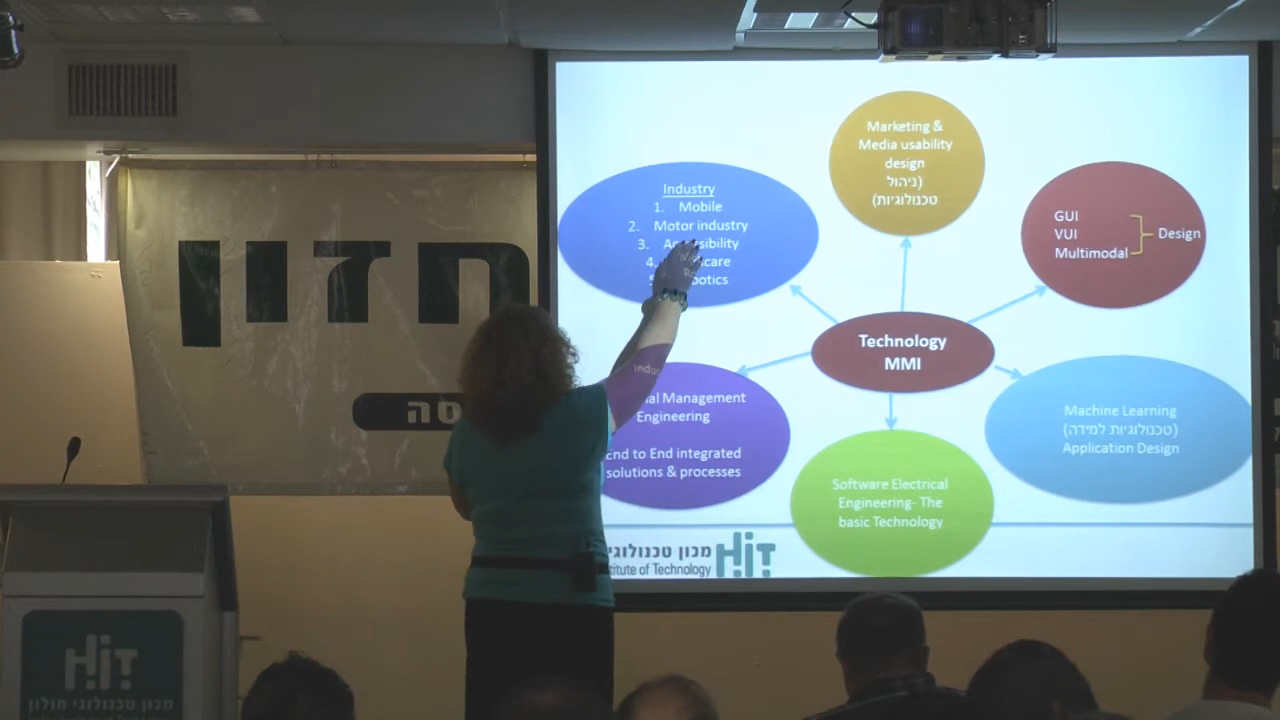 Marketing &
Media usability
design
(ניהול
טכנולוגיות)
Industry
1. Mobile
2. Motor industry
3.
4.
GUI
VUI
Multimodal
Design
Technology
MMI
Management
Engineering
End to End integrated
solutions & processes
Machine Learning
(טכנולוגיות למידה)
Application Design
Software Electrical
Engineering- The
basic Technology
מכון
of Technology
HiT
חזון
HiT
מכון טכנולוגי חולון